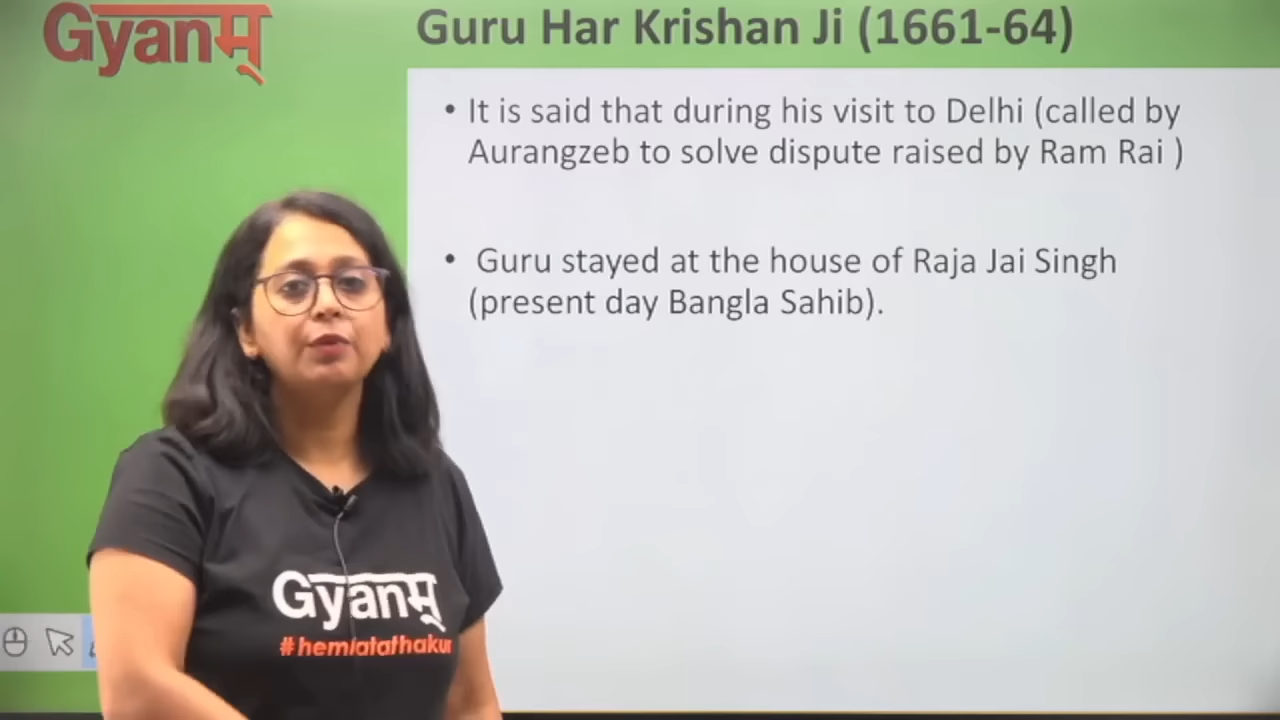 Gyanम्
Guru Har Krishan Ji (1661-64)
• It is said that during his visit to Delhi (called by
Aurangzeb to solve dispute raised by Ram Rai )
• Guru stayed at the house of Raja Jai Singh
(present day Bangla Sahib).
Gyanम्
#hemlatathakur